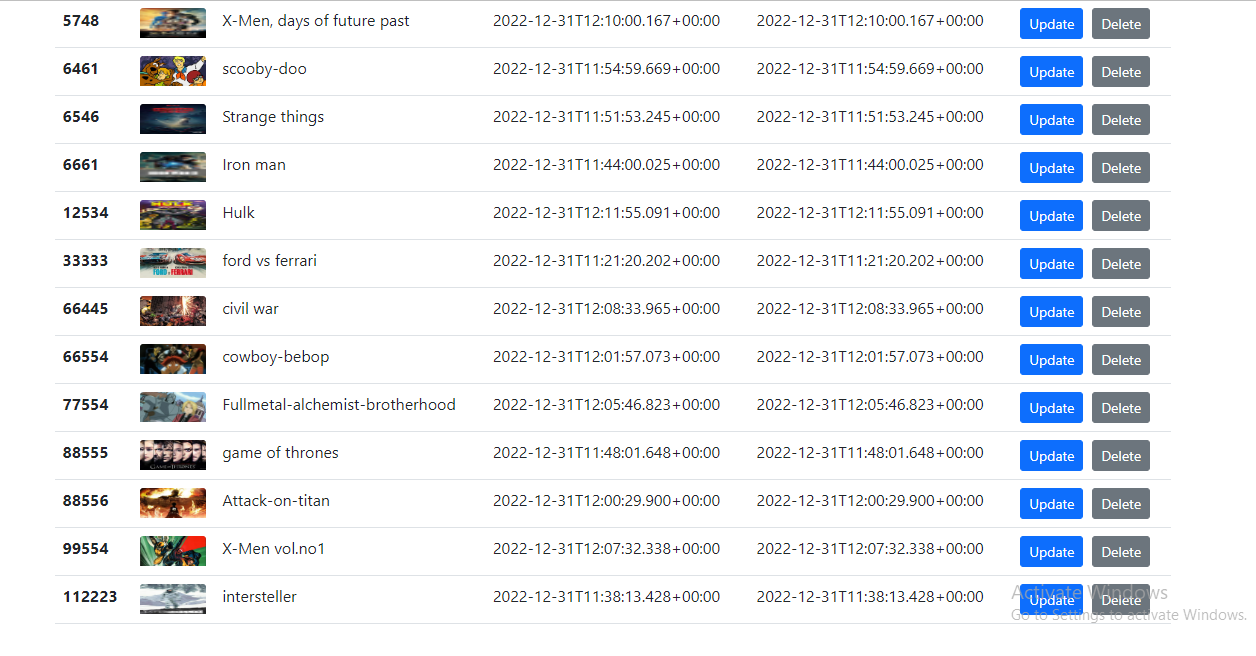 5748 X-Men, days of future past 2022-12-31T12:10:00.167+00:00 2022-12-31T12:10:00.167+00:00 Update Delete
6461 scooby-doo 2022-12-31T11:54:59.669+00:00 2022-12-31T11:54:59.669+00:00 Update Delete
6546 Strange things 2022-12-31T11:51:53.245+00:00 2022-12-31T11:51:53.245+00:00 Update Delete
6661 Iron man 2022-12-31T11:44:00.025+00:00 2022-12-31T11:44:00.025+00:00 Update Delete
12534 HULK Hulk 2022-12-31T12:11:55.091+00:00 2022-12-31T12:11:55.091+00:00 Update Delete
33333 FORD FERRARI ford vs ferrari 2022-12-31T11:21:20.202+00:00 2022-12-31T11:21:20.202+00:00 Update Delete
66445 civil war 2022-12-31T12:08:33.965+00:00 2022-12-31T12:08:33.965+00:00 Update Delete
66554 cowboy-bebop 2022-12-31T12:01:57.073+00:00 2022-12-31T12:01:57.073+00:00 Update Delete
77554 Fullmetal-alchemist-brotherhood 2022-12-31T12:05:46.823+00:00 2022-12-31T12:05:46.823+00:00 Update Delete
88555 GAME OF THRONES game of thrones 2022-12-31T11:48:01.648+00:00 2022-12-31T11:48:01.648+00:00 Update Delete
88556 Attack-on-titan 2022-12-31T12:00:29.900+00:00 2022-12-31T12:00:29.900+00:00 Update Delete
99554 X-Men vol.no1 2022-12-31T12:07:32.338+00:00 2022-12-31T12:07:32.338+00:00 Update Delete
112223 intersteller 2022-12-31T11:38:13.428+00:00 2022-12-31T11:38:13.428+00:00 Update Delete
Activate Windows
Go to Settings to activate Windows.